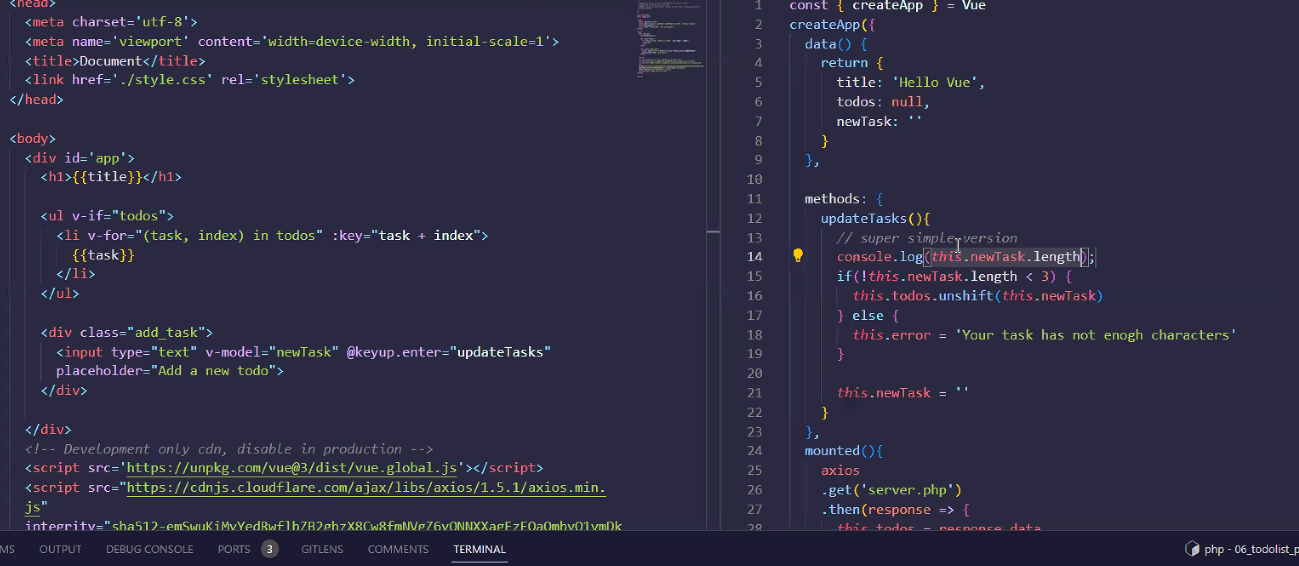 <head>
<meta charset='utf-8'>
<meta name='viewport' content='width=device-width, initial-scale=1'>
<title>Document</title>
<link href='./style.css' rel='stylesheet'>
</head>
<body>
<div id='app'>
<h1>{{title}}</h1>
<ul v-if="todos">
<li v-for="(task, index) in todos" :key="task + index">
{{task}}
</li>
</ul>
<div class="add_task">
<input type="text" v-model="newTask" @keyup.enter="updateTasks"
placeholder="Add a new todo">
</div>
</div>
<!-- Development only cdn, disable in production -->
<script src='https://unpkg.com/vue@3/dist/vue.global.js'></script>
<script src="https://cdnjs.cloudflare.com/ajax/libs/axios/1.5.1/axios.min.
js"
1 const { createApp } = Vue
2 createApp({
3 data() {
4 return {
5 title: 'Hello Vue',
6 todos: null,
7 newTask: ''
8 }
9 },
10
11 methods: {
12 updateTasks(){
13 // super simple version
14 console.log(this.newTask.length);
15 if(!this.newTask.length < 3) {
16 this.todos.unshift(this.newTask)
17 } else {
18 this.error = 'Your task has not enogh characters'
19 }
20
21 this.newTask = ''
22 }
23 },
24 mounted(){
25 axios
26 .get('server.php')
27 .then(response => {
28 this.todos = response.data
MS OUTPUT DEBUG CONSOLE PORTS 3 GITLENS COMMENTS TERMINAL
php - 06_todolist_p